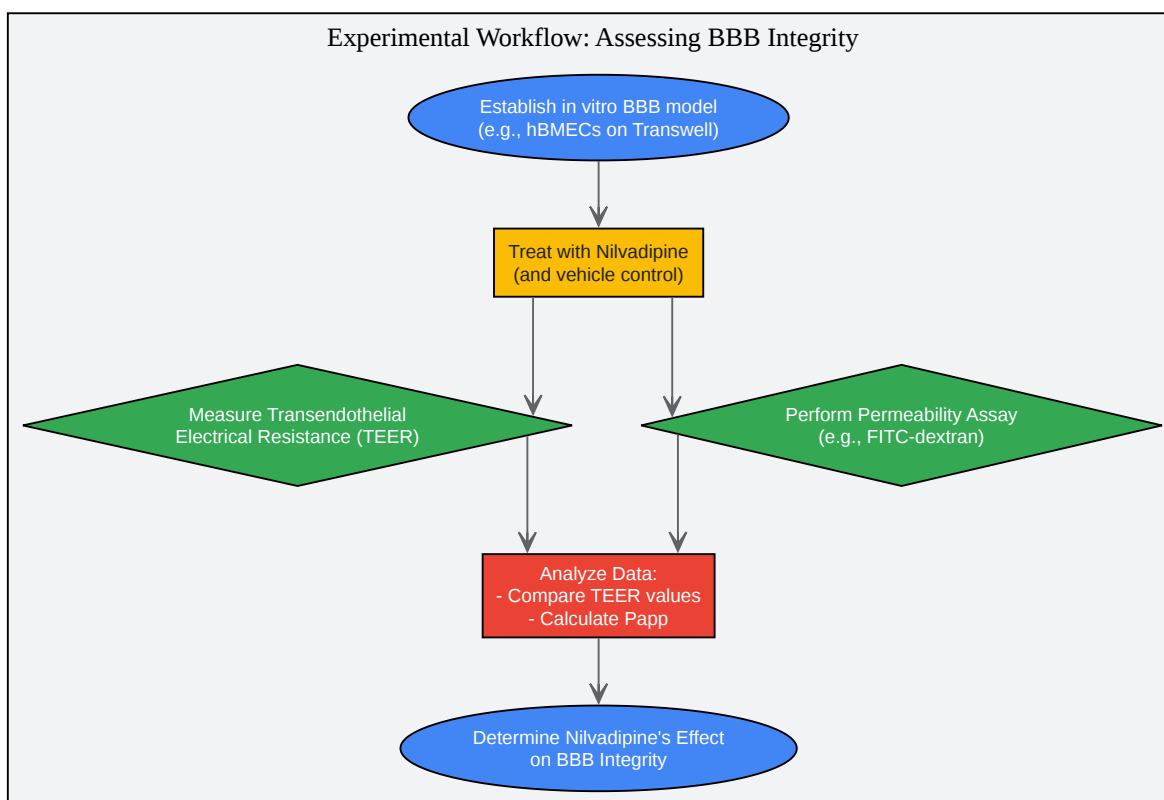 Experimental Workflow: Assessing BBB Integrity
Establish in vitro BBB model
(e.g., hBMECs on Transwell)
Treat with Nilvadipine
(and vehicle control)
Measure Transendothelial
Electrical Resistance (TEER)
Perform Permeability Assay
(e.g., FITC-dextran)
Analyze Data:
- Compare TEER values
- Calculate Papp
Determine Nilvadipine's Effect
on BBB Integrity